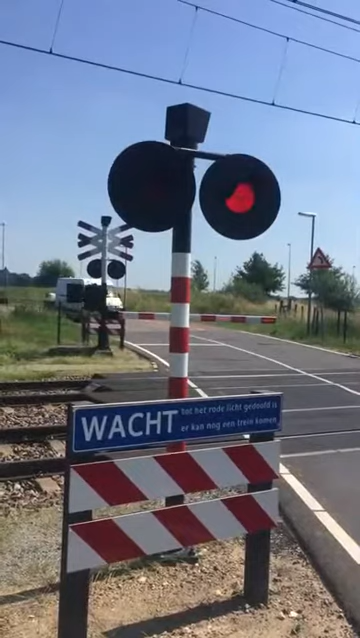 WACHT tot het rode licht gedoofd is
er kan nog een trein komen